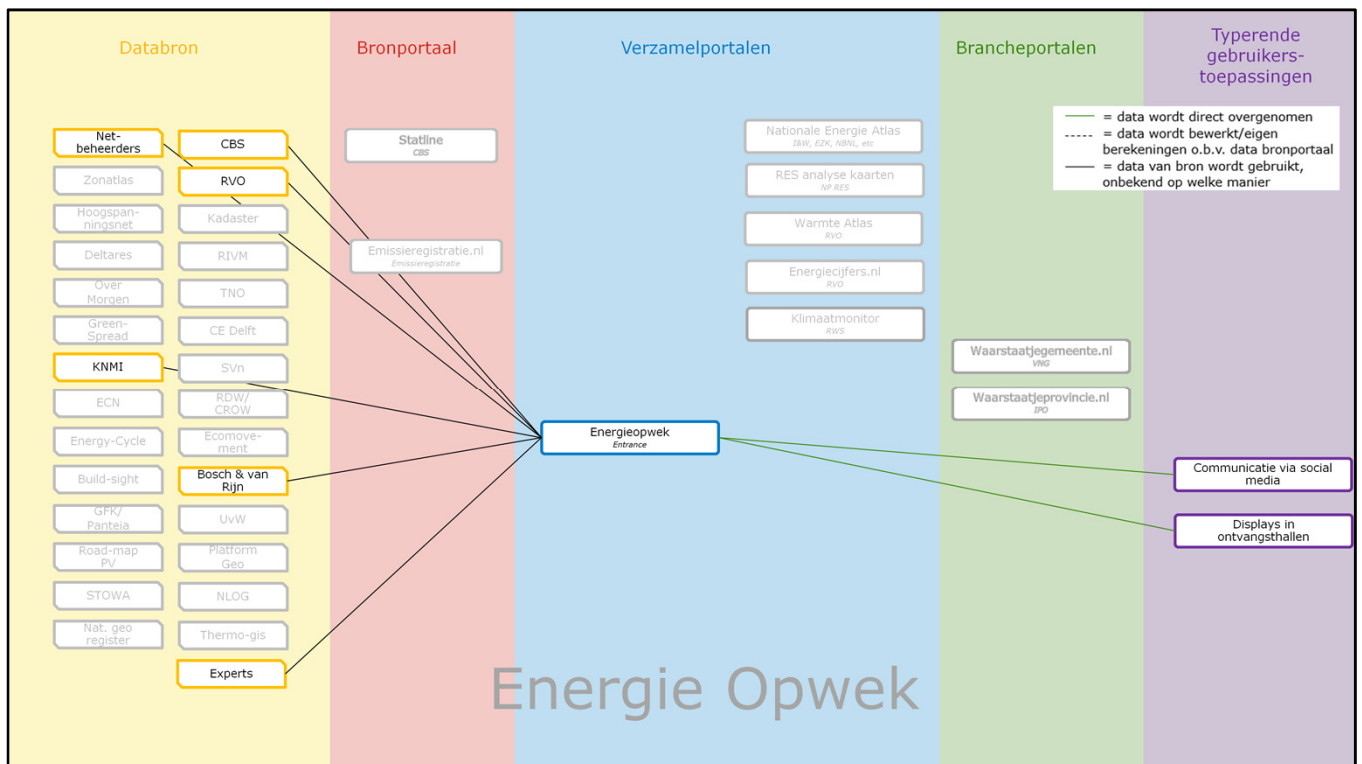 Databron
Bronportaal
Verzamelportalen
Brancheportalen
Typerende
gebruikers-
toepassingen
= data wordt direct overgenomen
= data wordt bewerkt/eigen
berekeningen o.b.v. data bronportaal
= data van bron wordt gebruikt,
onbekend op welke manier
Net-
beheerders
CBS
Zonatlas
RVO
Hoogspan-
ningsnet
Kadaster
Deltares
RIVM
Over
Morgen
TNO
Green-
Spread
CE Delft
KNMI
SVn
ECN
RDW/
CROW
Energy-Cycle
Ecomove-
ment
Build-sight
Bosch & van
Rijn
GFK/
Panteia
UvW
Road-map
PV
Platform
Geo
STOWA
NLOG
Nat. geo
register
Thermo-gis
Experts
Statline
CBS
Emissieregistratie.nl
Emissieregistratie
Nationale Energie Atlas
I&W, EZK, NBNL, etc
RES analyse kaarten
NP RES
Warmte Atlas
RVO
Energiecijfers.nl
RVO
Klimaatmonitor
RWS
Energieopwek
Entrance
Waarstaatjegemeente.nl
VNG
Waarstaatjeprovincie.nl
IPO
Communicatie via social
media
Displays in
ontvangsthallen
Energie Opwek